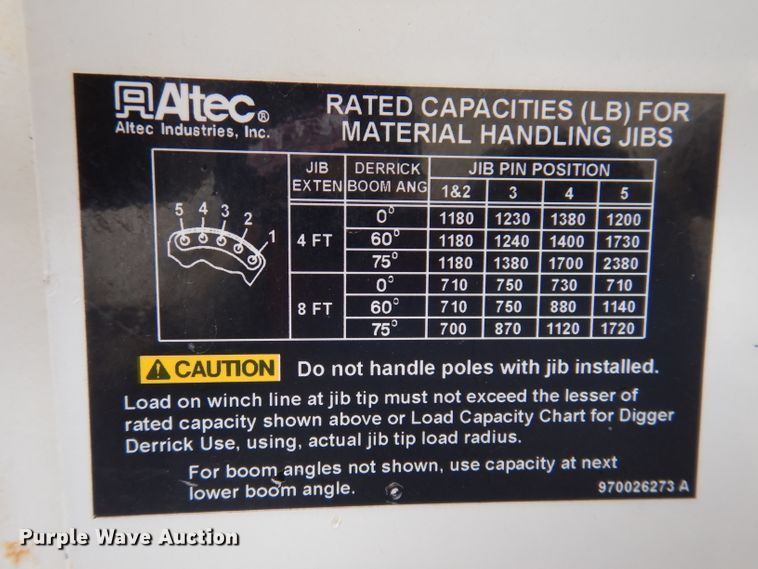 Altec®
Altec Industries, Inc.
RATED CAPACITIES (LB) FOR
MATERIAL HANDLING JIBS
5 4 3 2 1
JIB EXTEN DERRICK BOOM ANG JIB PIN POSITION
1&2 3 4 5
4 FT 0° 1180 1230 1380 1200
60° 1180 1240 1400 1730
75° 1180 1380 1700 2380
8 FT 0° 710 750 730 710
60° 710 750 880 1140
75° 700 870 1120 1720
CAUTION Do not handle poles with jib installed.
Load on winch line at jib tip must not exceed the lesser of
rated capacity shown above or Load Capacity Chart for Digger
Derrick Use, using, actual jib tip load radius.
For boom angles not shown, use capacity at next
lower boom angle.
970026273 A
Purple Wave Auction